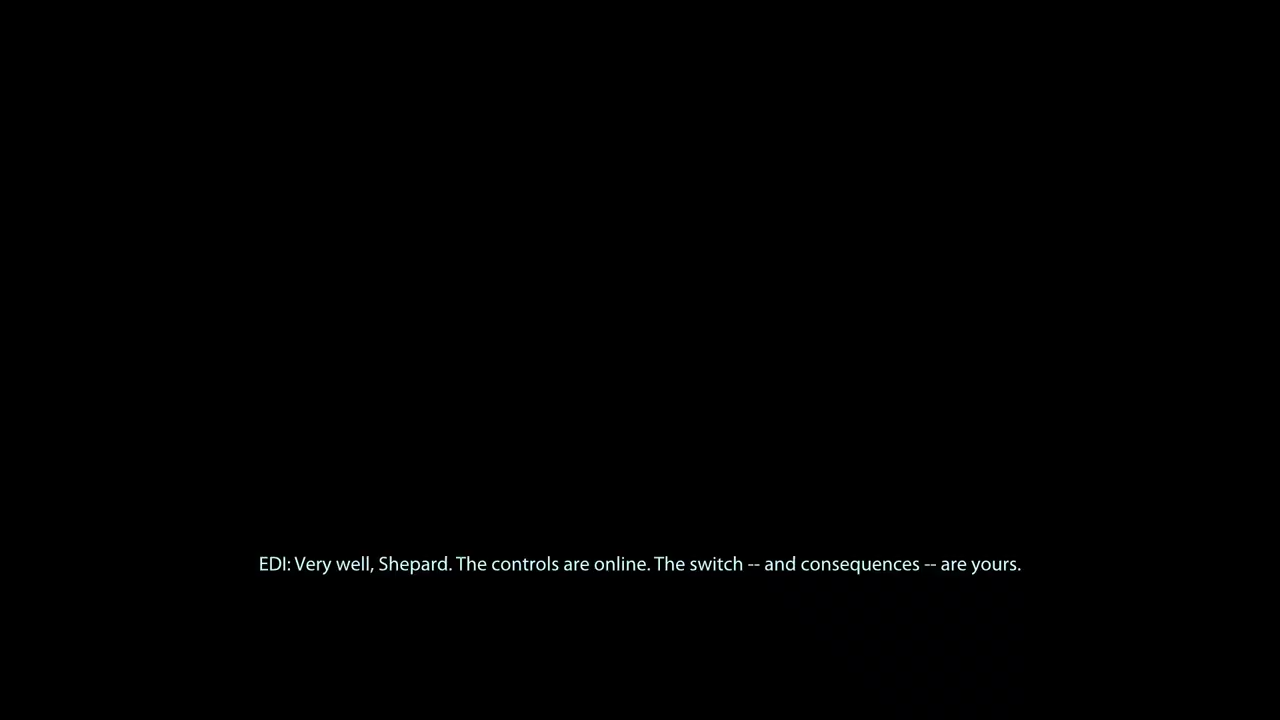 EDI: Very well, Shepard. The controls are online. The switch -- and consequences -- are yours.